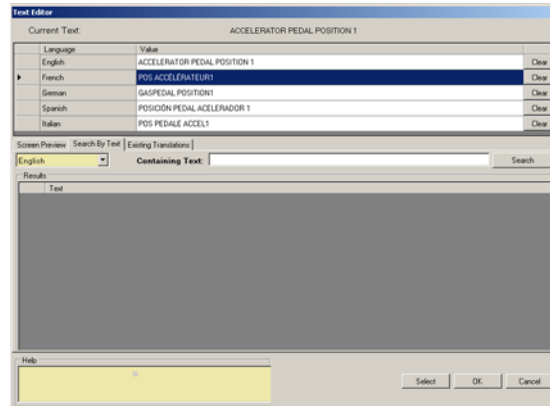 Text Editor
Current Text: ACCELERATOR PEDAL POSITION 1
Language Value
English ACCELERATOR PEDAL POSITION 1 Clear
French POS ACCÉLÉRATEUR1 Clear
German GASPEDAL POSITION1 Clear
Spanish POSICIÓN PEDAL ACELERADOR 1 Clear
Italian POS PEDALE ACCEL1 Clear
Screen Preview Search By Text Existing Translations
English Containing Text: Search
Results
Text
Help
Select OK Cancel